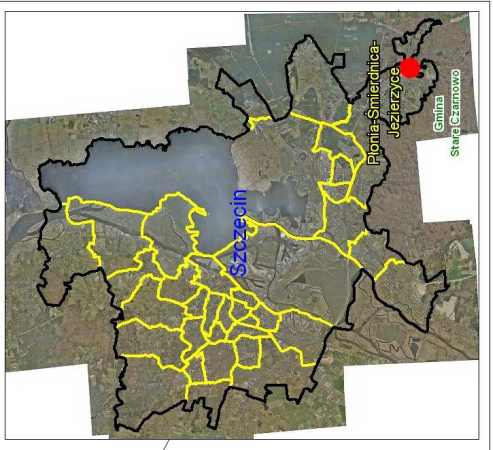 Płonia-Śmierdnica-
Jezierzyce
Gmina
Stare Czarnowo
Szczecin